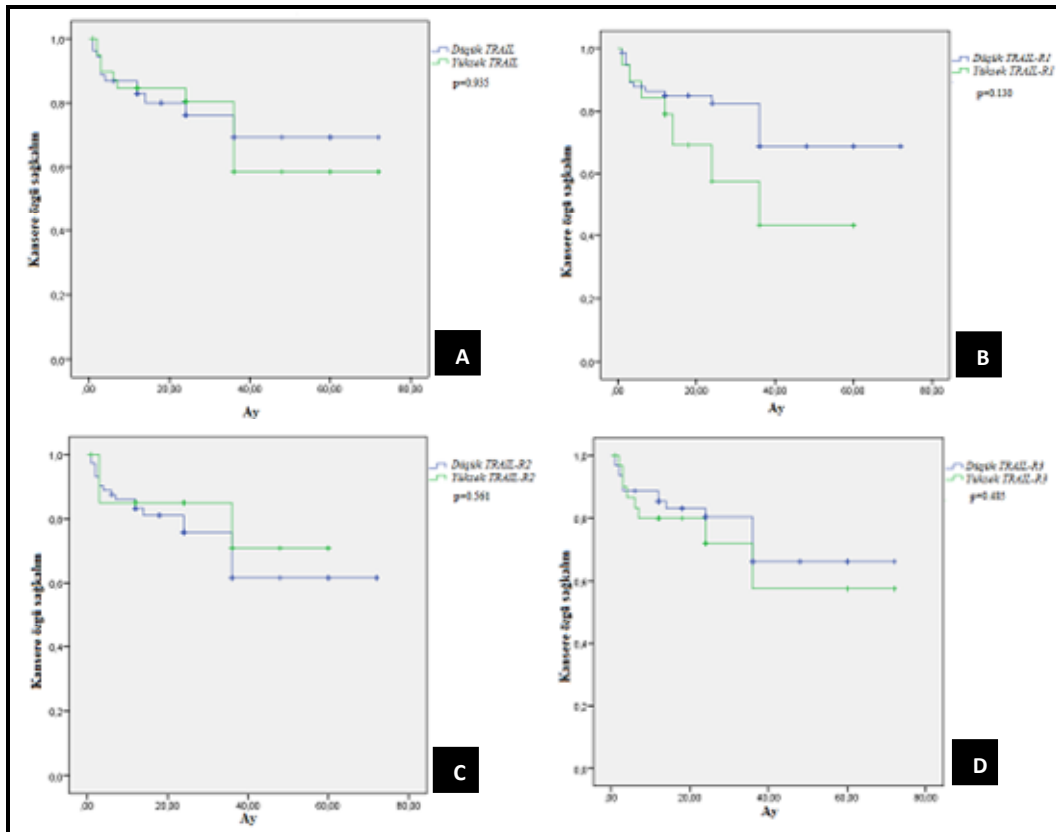 1,0
0,8
0,6
0,4
0,2
0,0
,00 20,00 40,00 60,00 80,00
Kansere özgü sağkalım
Ay
Düşük TRAIL
Yüksek TRAIL
p=0.935
A
1,0
0,8
0,6
0,4
0,2
0,0
,00 20,00 40,00 60,00 80,00
Kansere özgü sağkalım
Ay
Düşük TRAIL-R1
Yüksek TRAIL-R1
p=0.130
B
1,0
0,8
0,6
0,4
0,2
0,0
,00 20,00 40,00 60,00 80,00
Kansere özgü sağkalım
Ay
Düşük TRAIL-R2
Yüksek TRAIL-R2
p=0.561
C
1,0
0,8
0,6
0,4
0,2
0,0
,00 20,00 40,00 60,00 80,00
Kansere özgü sağkalım
Ay
Düşük TRAIL-R3
Yüksek TRAIL-R3
p=0.485
D